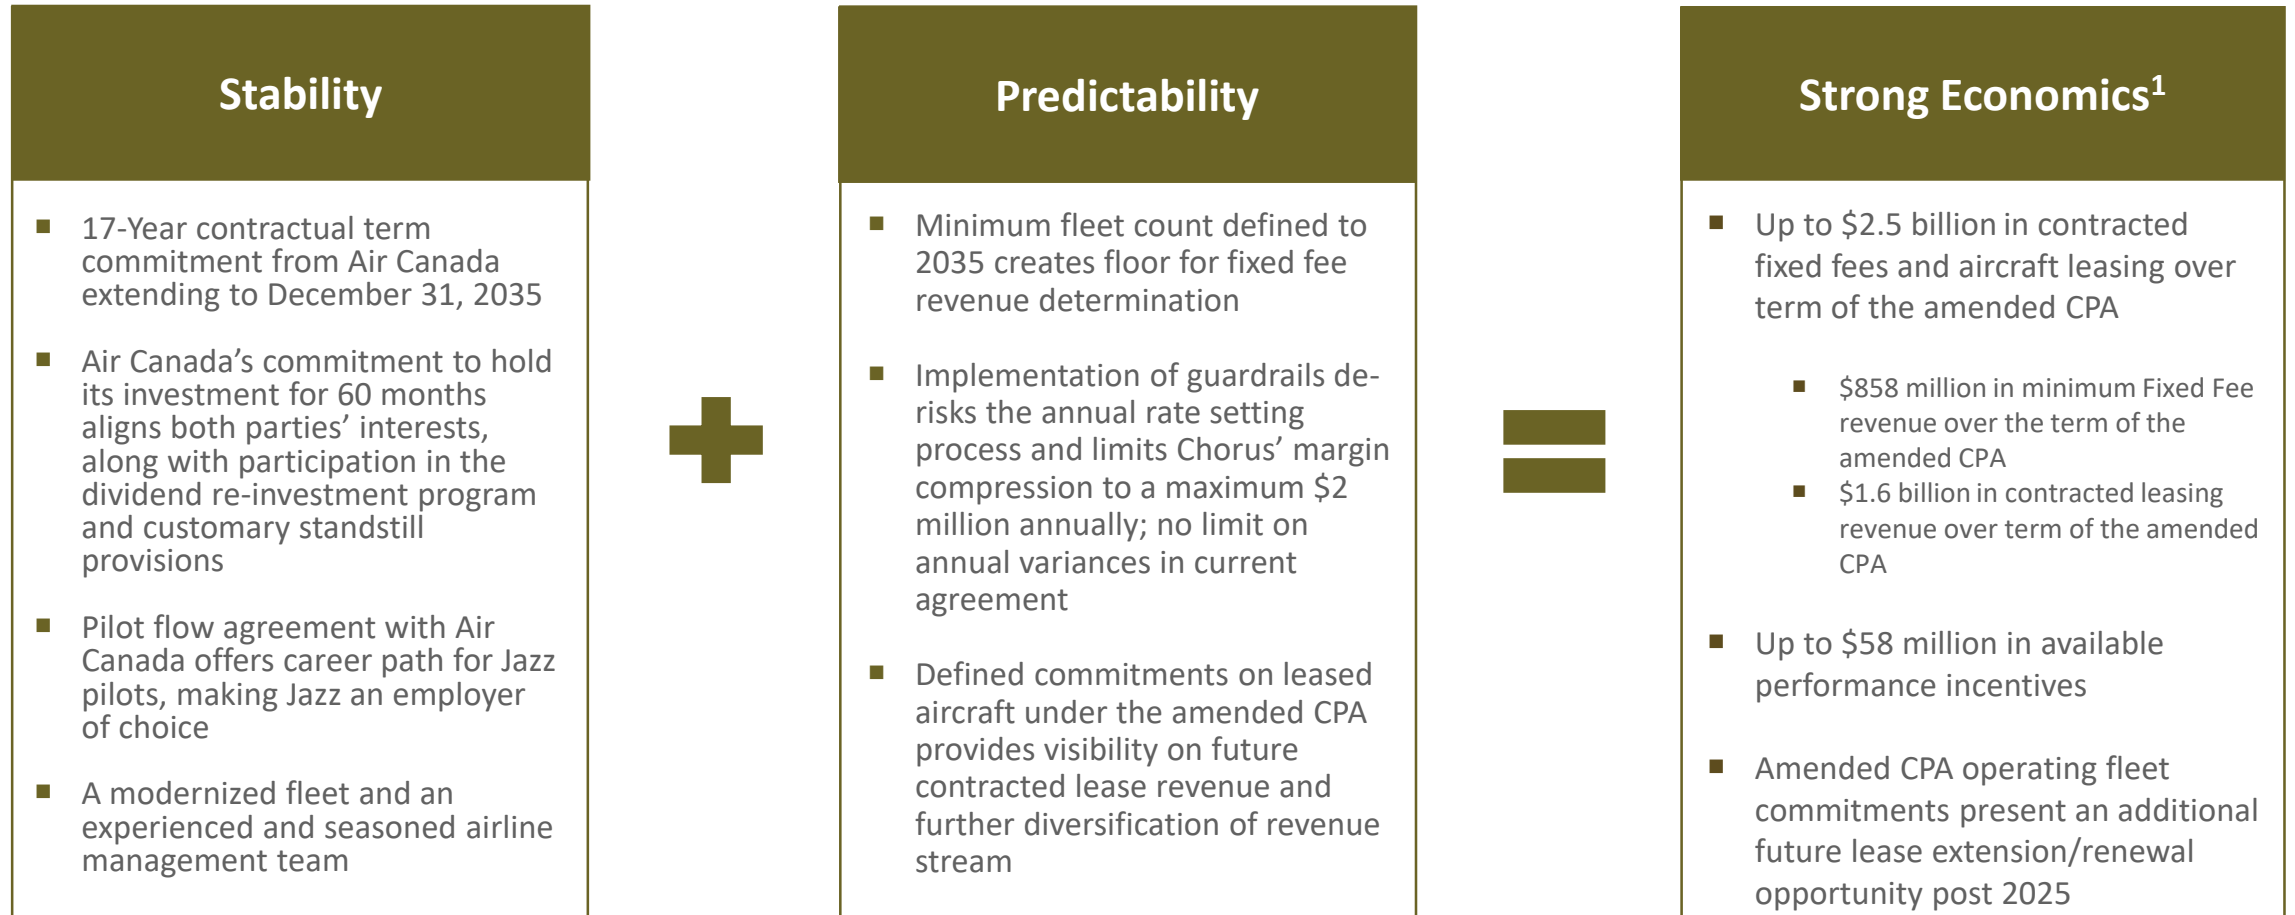 Stability
■ 17-Year contractual term
commitment from Air Canada
extending to December 31, 2035
■ Air Canada’s commitment to hold
its investment for 60 months
aligns both parties’ interests,
along with participation in the
dividend re-investment program
and customary standstill
provisions
■ Pilot flow agreement with Air
Canada offers career path for Jazz
pilots, making Jazz an employer
of choice
■ A modernized fleet and an
experienced and seasoned airline
management team
Predictability
■ Minimum fleet count defined to
2035 creates floor for fixed fee
revenue determination
■ Implementation of guardrails de-
risks the annual rate setting
process and limits Chorus’ margin
compression to a maximum $2
million annually; no limit on
annual variances in current
agreement
■ Defined commitments on leased
aircraft under the amended CPA
provides visibility on future
contracted lease revenue and
further diversification of revenue
stream
Strong Economics¹
■ Up to $2.5 billion in contracted
fixed fees and aircraft leasing over
term of the amended CPA
■ $858 million in minimum Fixed Fee
revenue over the term of the
amended CPA
■ $1.6 billion in contracted leasing
revenue over term of the amended
CPA
■ Up to $58 million in available
performance incentives
■ Amended CPA operating fleet
commitments present an additional
future lease extension/renewal
opportunity post 2025